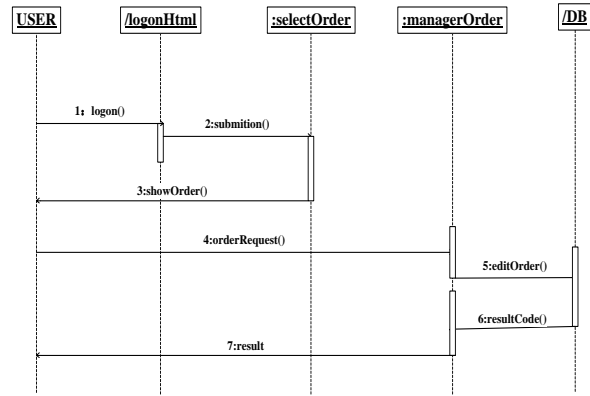 USER
/logonHtml
:selectOrder
:managerOrder
/DB
1：logon()
2:submition()
3:showOrder()
4:orderRequest()
5:editOrder()
6:resultCode()
7:result